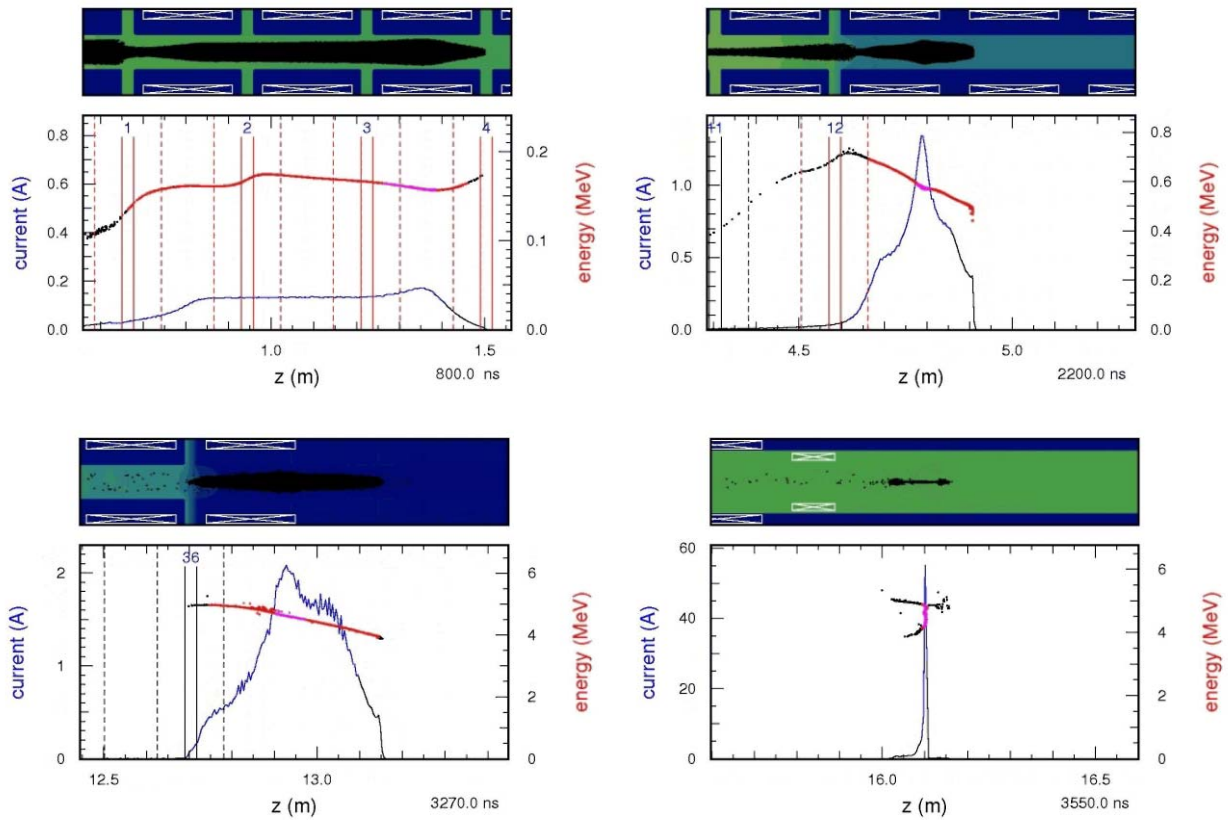 1 2 3 4
0.8
0.6
0.4
0.2
0.0
current (A)
0.2
0.1
0.0
energy (MeV)
1.0 1.5
z (m)
800.0 ns
11 12
1.0
0.5
0.0
current (A)
0.8
0.6
0.4
0.2
0.0
energy (MeV)
4.5 5.0
z (m)
2200.0 ns
36
2
1
0
current (A)
6
4
2
0
energy (MeV)
12.5 13.0
z (m)
3270.0 ns
60
40
20
0
current (A)
6
4
2
0
energy (MeV)
16.0 16.5
z (m)
3550.0 ns